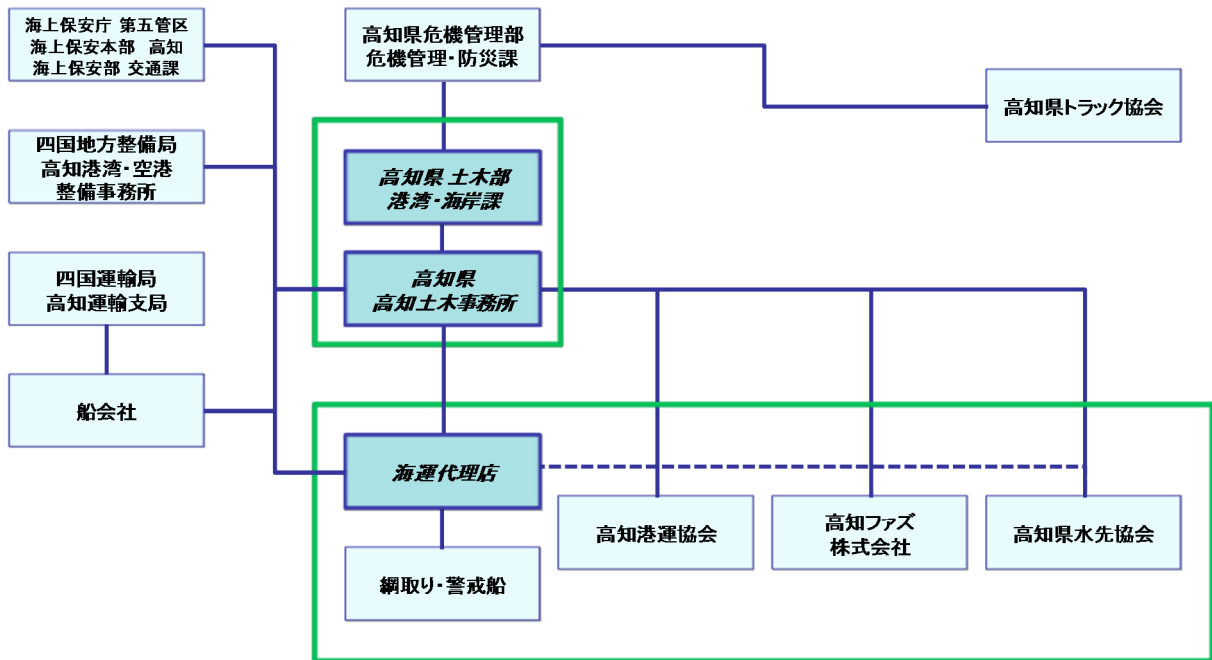 海上保安庁 第五管区
海上保安本部 高知
海上保安部 交通課
高知県危機管理部
危機管理・防災課
高知県トラック協会
四国地方整備局
高知港湾・空港
整備事務所
高知県 土木部
港湾・海岸課
四国運輸局
高知運輸支局
高知県
高知土木事務所
船会社
海運代理店
高知港運協会
高知ファズ
株式会社
高知県水先協会
綱取り・警戒船